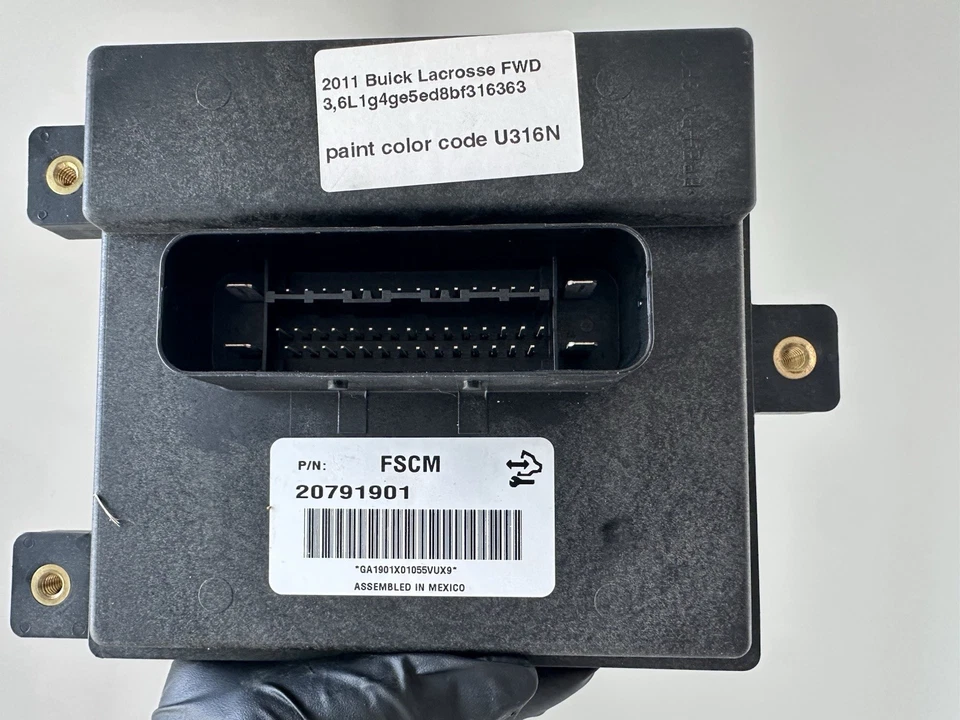 2011 Buick Lacrosse FWD
3,6L1g4ge5ed8bf316363
paint color code U316N
P/N: FSCM
20791901
*GA1901X01055VUX9*
ASSEMBLED IN MEXICO